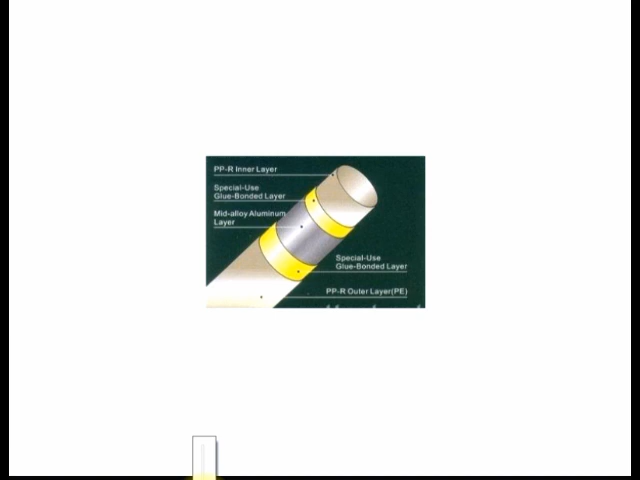 PP-R Inner Layer
Special-Use
Glue-Bonded Layer
Mid-alloy Aluminum
Layer
Special-Use
Glue-Bonded Layer
PP-R Outer Layer(PE)